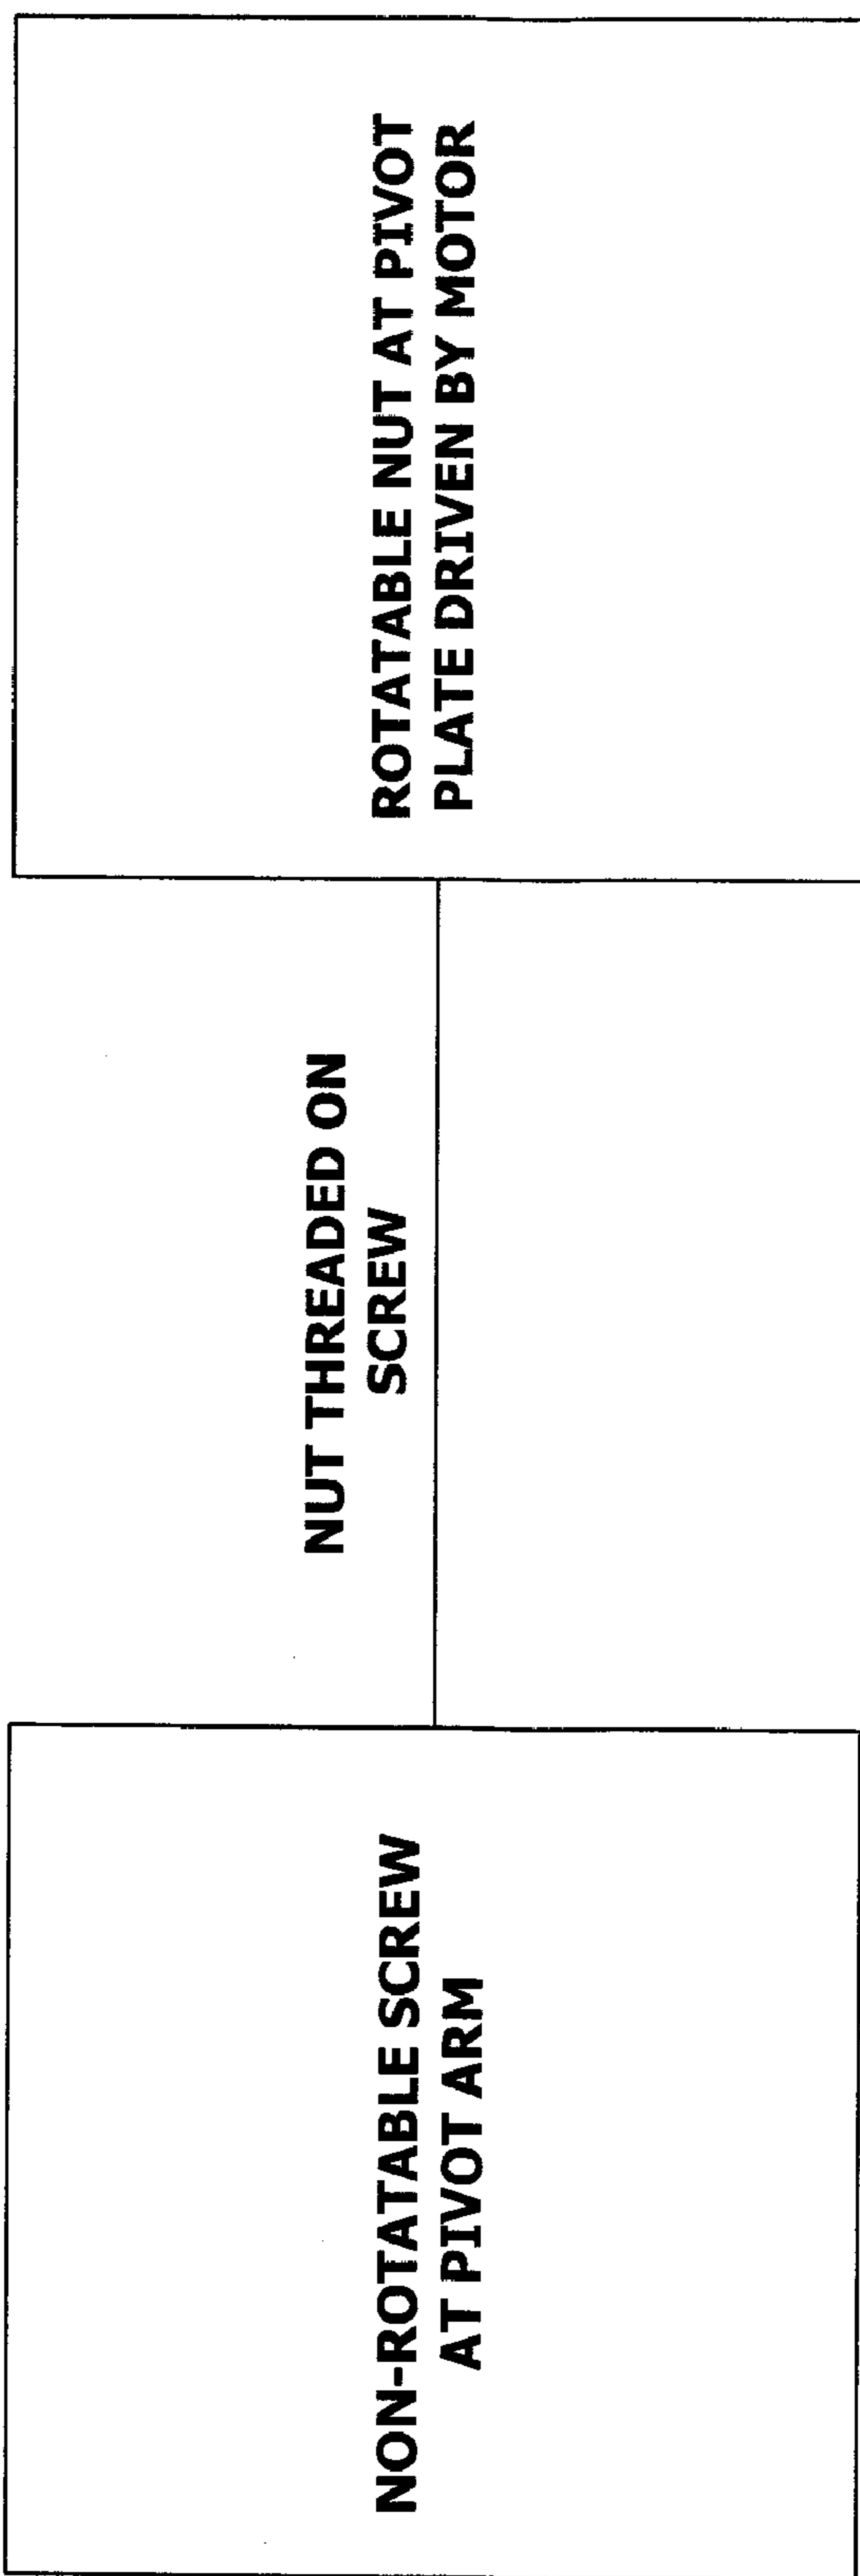 NON-ROTATABLE SCREW
AT PIVOT ARM
NUT THREADED ON
SCREW
ROTATABLE NUT AT PIVOT
PLATE DRIVEN BY MOTOR